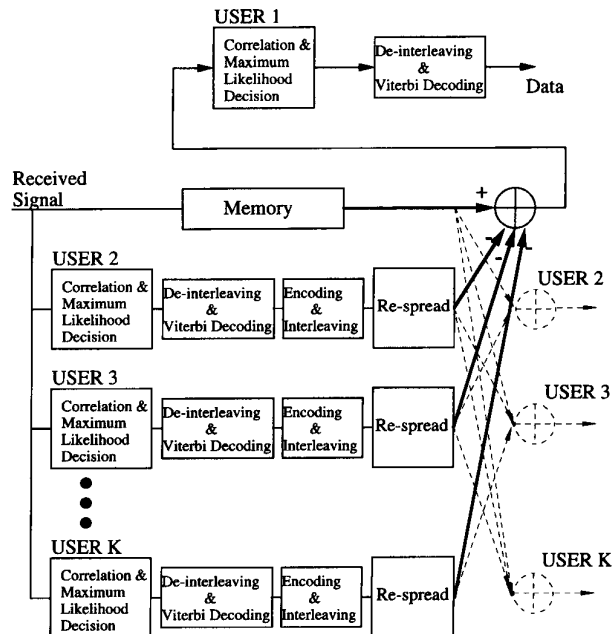 USER 1
Correlation &
Maximum
Likelihood
Decision
De-interleaving
&
Viterbi Decoding
Data
Received
Signal
Memory
+
-
-
-
USER 2
Correlation &
Maximum
Likelihood
Decision
De-interleaving
&
Viterbi Decoding
Encoding
&
Interleaving
Re-spread
USER 2
USER 3
Correlation &
Maximum
Likelihood
Decision
De-interleaving
&
Viterbi Decoding
Encoding
&
Interleaving
Re-spread
USER 3
USER K
Correlation &
Maximum
Likelihood
Decision
De-interleaving
&
Viterbi Decoding
Encoding
&
Interleaving
Re-spread
USER K